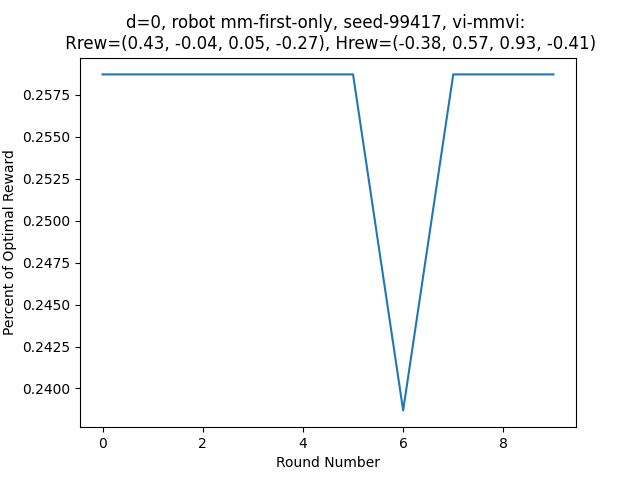 d=0, robot mm-first-only, seed-99417, vi-mmvi:
Rrew=(0.43, -0.04, 0.05, -0.27), Hrew=(-0.38, 0.57, 0.93, -0.41)
Percent of Optimal Reward
0.2575
0.2550
0.2525
0.2500
0.2475
0.2450
0.2425
0.2400
0 2 4 6 8
Round Number